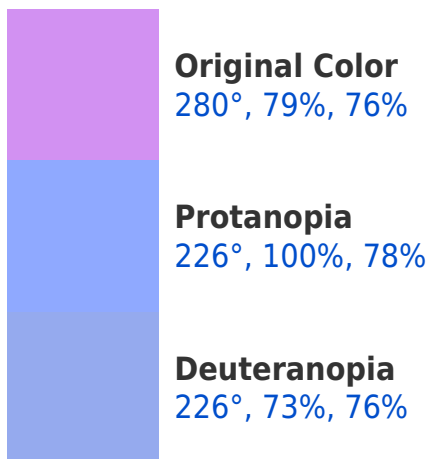 Original Color
280°, 79%, 76%
Protanopia
226°, 100%, 78%
Deuteranopia
226°, 73%, 76%